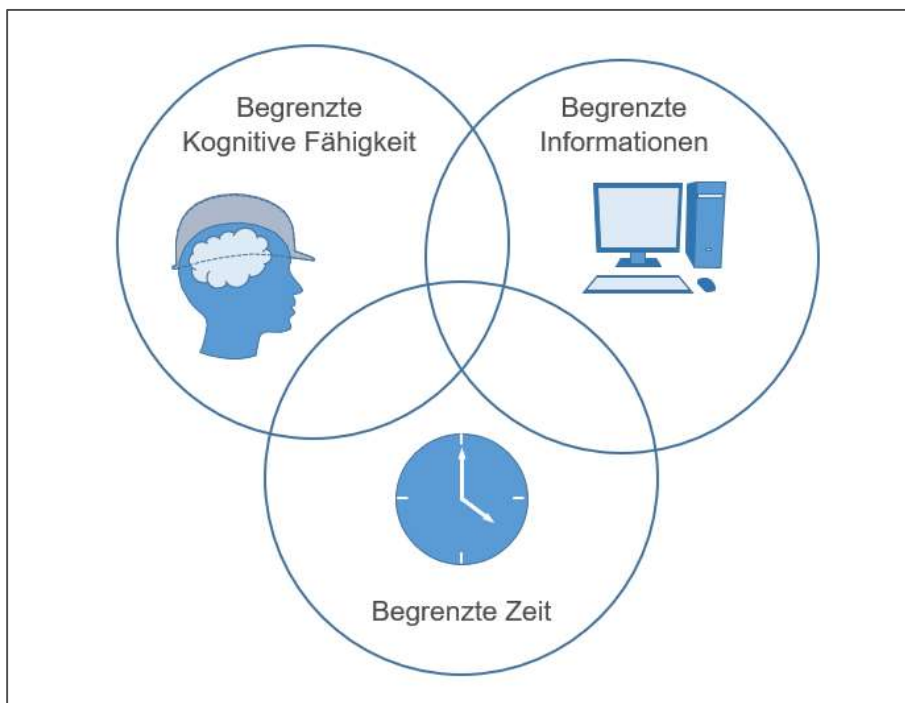 Begrenzte
Kognitive Fähigkeit
Begrenzte
Informationen
Begrenzte Zeit